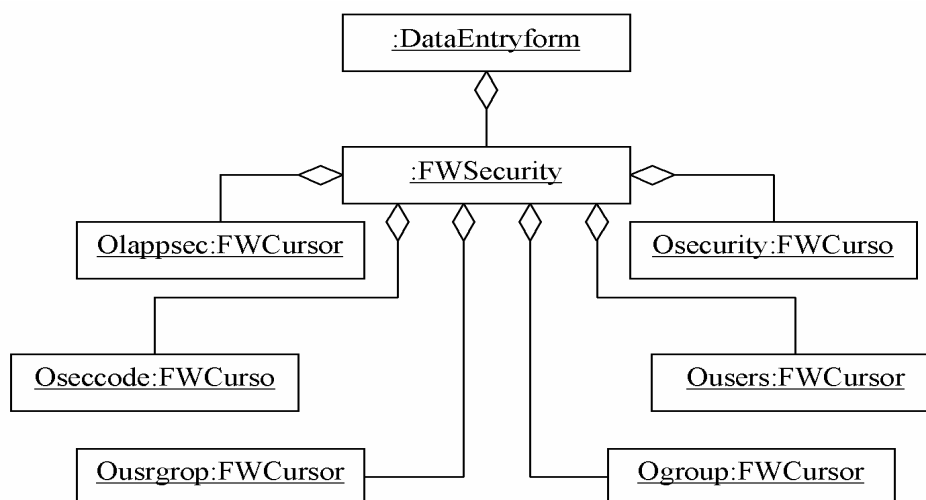 :DataEntryform
:FWSecurity
Olappsec:FWCursor
Osecurity:FWCurso
Oseccode:FWCurso
Ousers:FWCursor
Ousrgrop:FWCursor
Ogroup:FWCursor